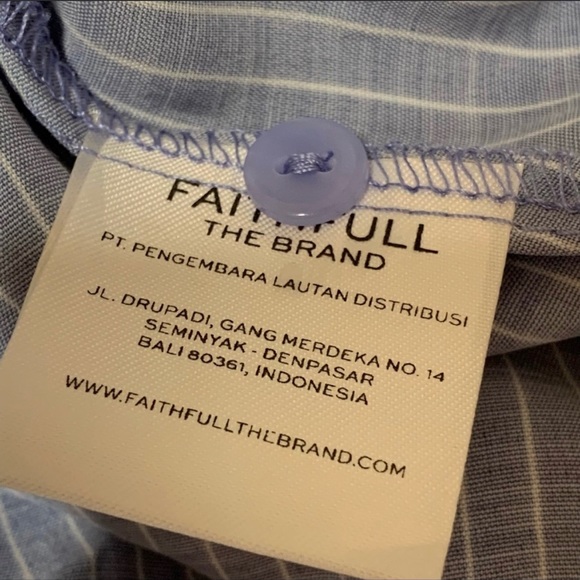 FAITHFULL
THE BRAND
PT. PENGEMBARA LAUTAN DISTRIBUSI
JL. DRUPADI, GANG MERDEKA NO. 14
SEMINYAK - DENPASAR
BALI 80361, INDONESIA
WWW.FAITHFULLTHEBRAND.COM